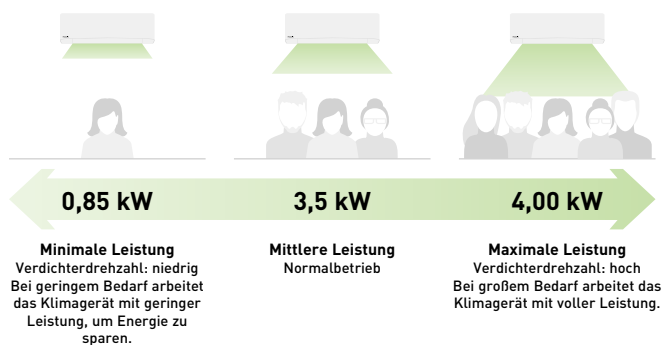 0,85 kW
3,5 kW
4,00 kW
Minimale Leistung
Verdichterdrehzahl: niedrig
Bei geringem Bedarf arbeitet
das Klimagerät mit geringer
Leistung, um Energie zu
sparen.
Mittlere Leistung
Normalbetrieb
Maximale Leistung
Verdichterdrehzahl: hoch
Bei großem Bedarf arbeitet das
Klimagerät mit voller Leistung.